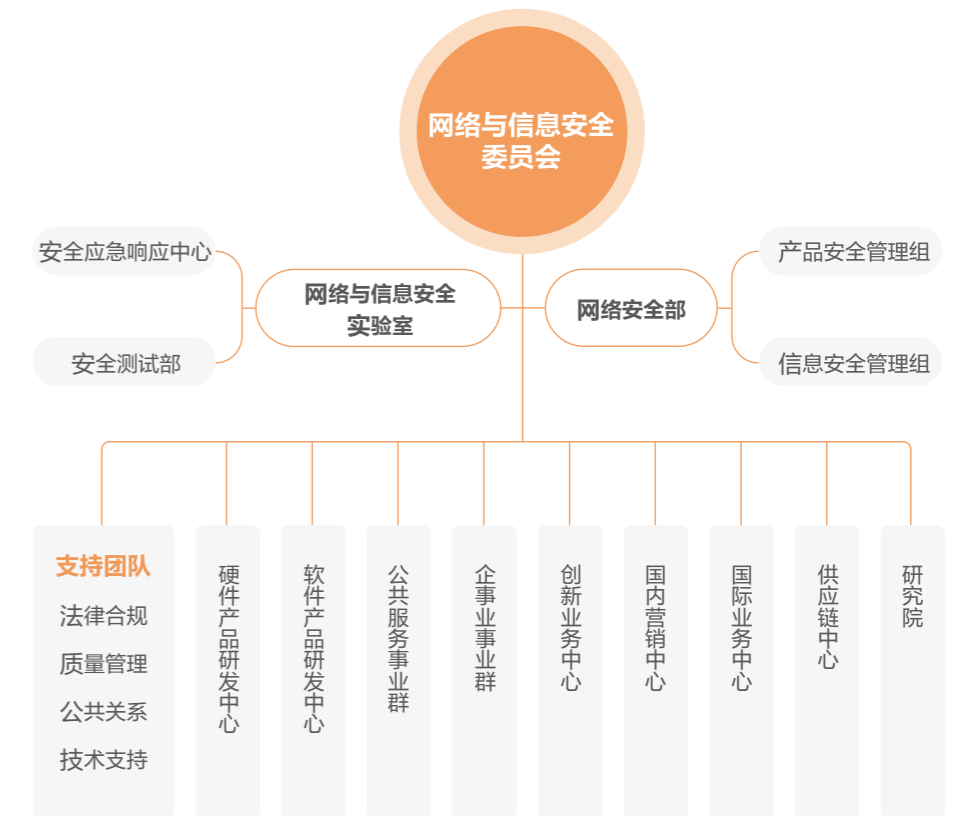 网络与信息安全
委员会
安全应急响应中心
网络与信息安全
实验室
安全测试部
网络安全部
产品安全管理组
信息安全管理组
支持团队
法律合规
质量管理
公共关系
技术支持
硬件产品研发中心
软件产品研发中心
公共服务事业群
企事业事业群
创新业务中心
国内营销中心
国际业务中心
供应链中心
研究院